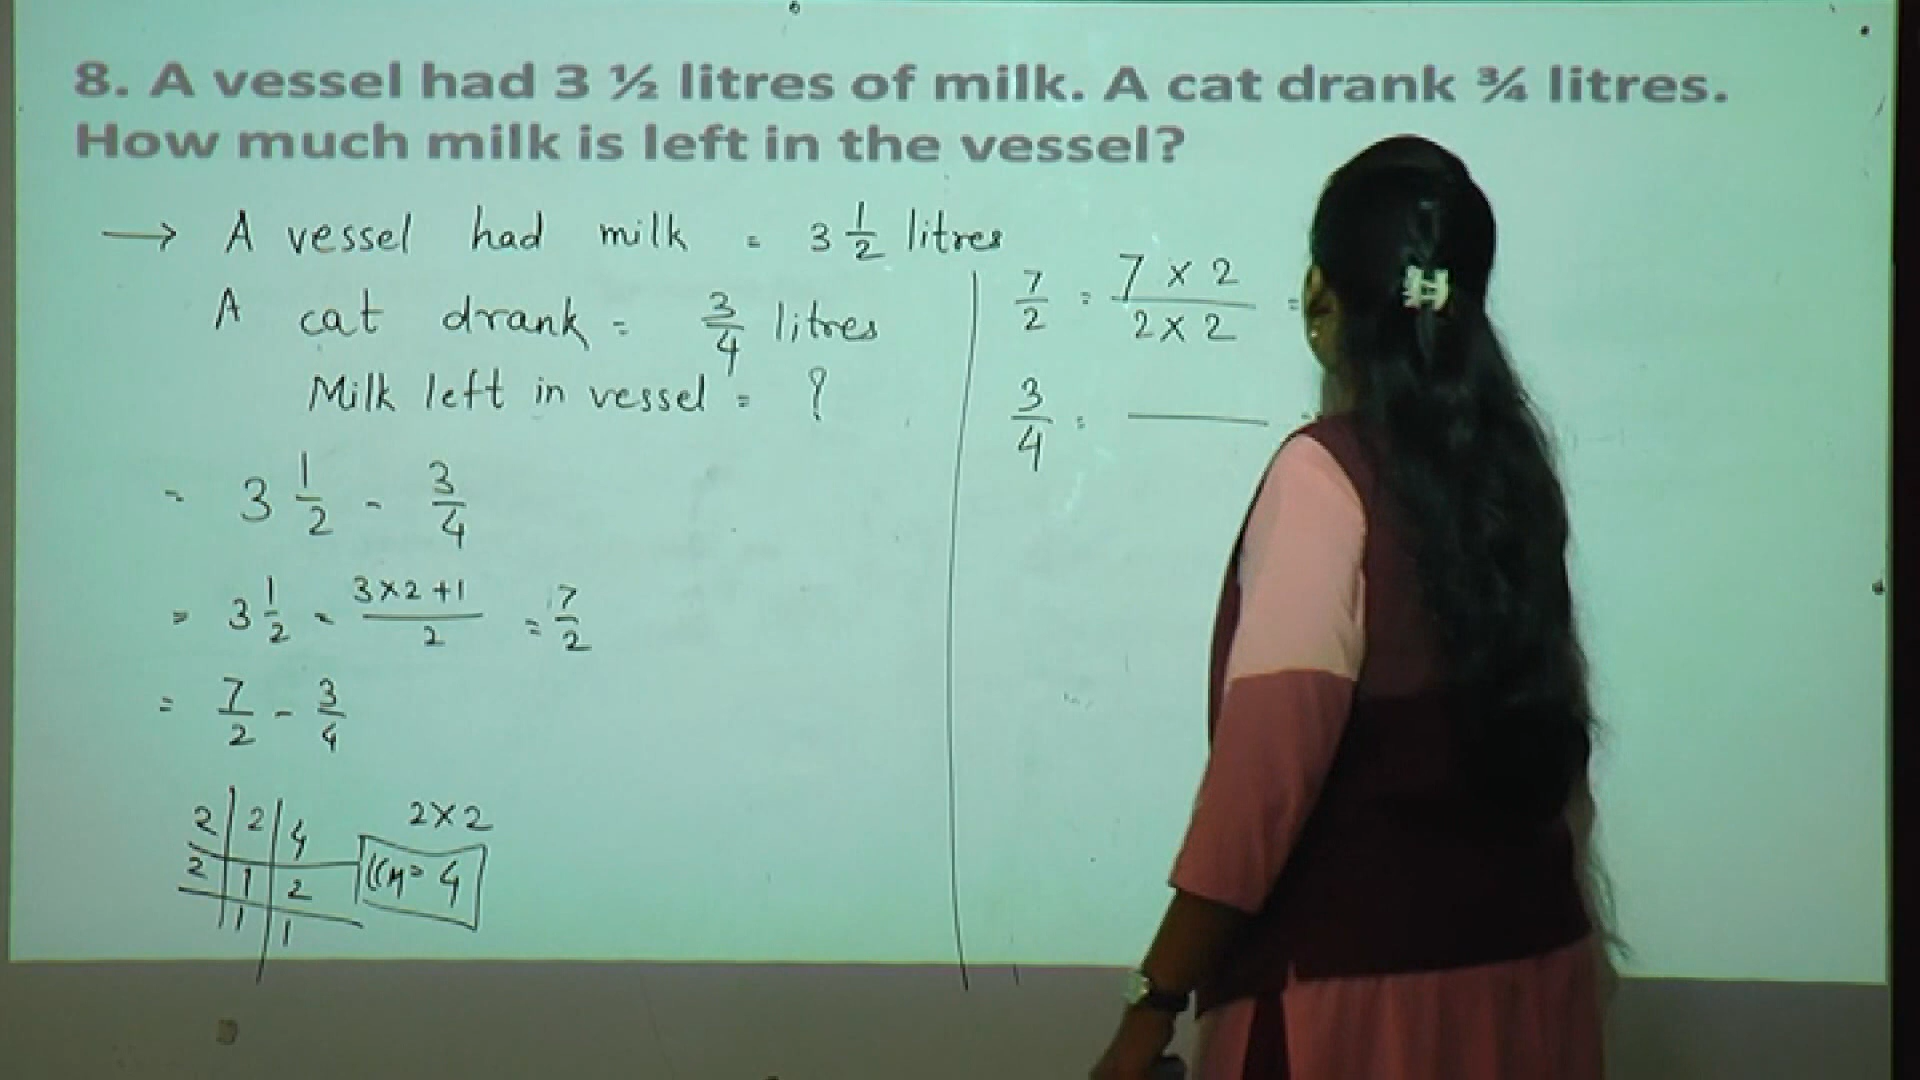 8. A vessel had 3 ½ litres of milk. A cat drank ¾ litres.
How much milk is left in the vessel?
→ A vessel had milk = 3 1/2 litres
A cat drank = 3/4 litres
Milk left in vessel = ?
= 3 1/2 - 3/4
= 3 1/2 - (3×2+1)/2 = 7/2
= 7/2 - 3/4
2 | 2 | 4
2 | 1 | 2
1 | 1
2×2
LCM = 4
7/2 = (7×2)/(2×2) =
3/4 = ——